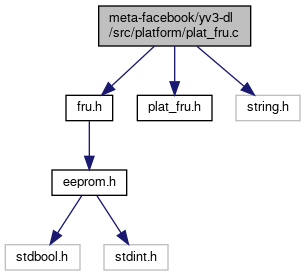 meta-facebook/yv3-dl
/src/platform/plat_fru.c
fru.h
plat_fru.h
string.h
eeprom.h
stdbool.h
stdint.h